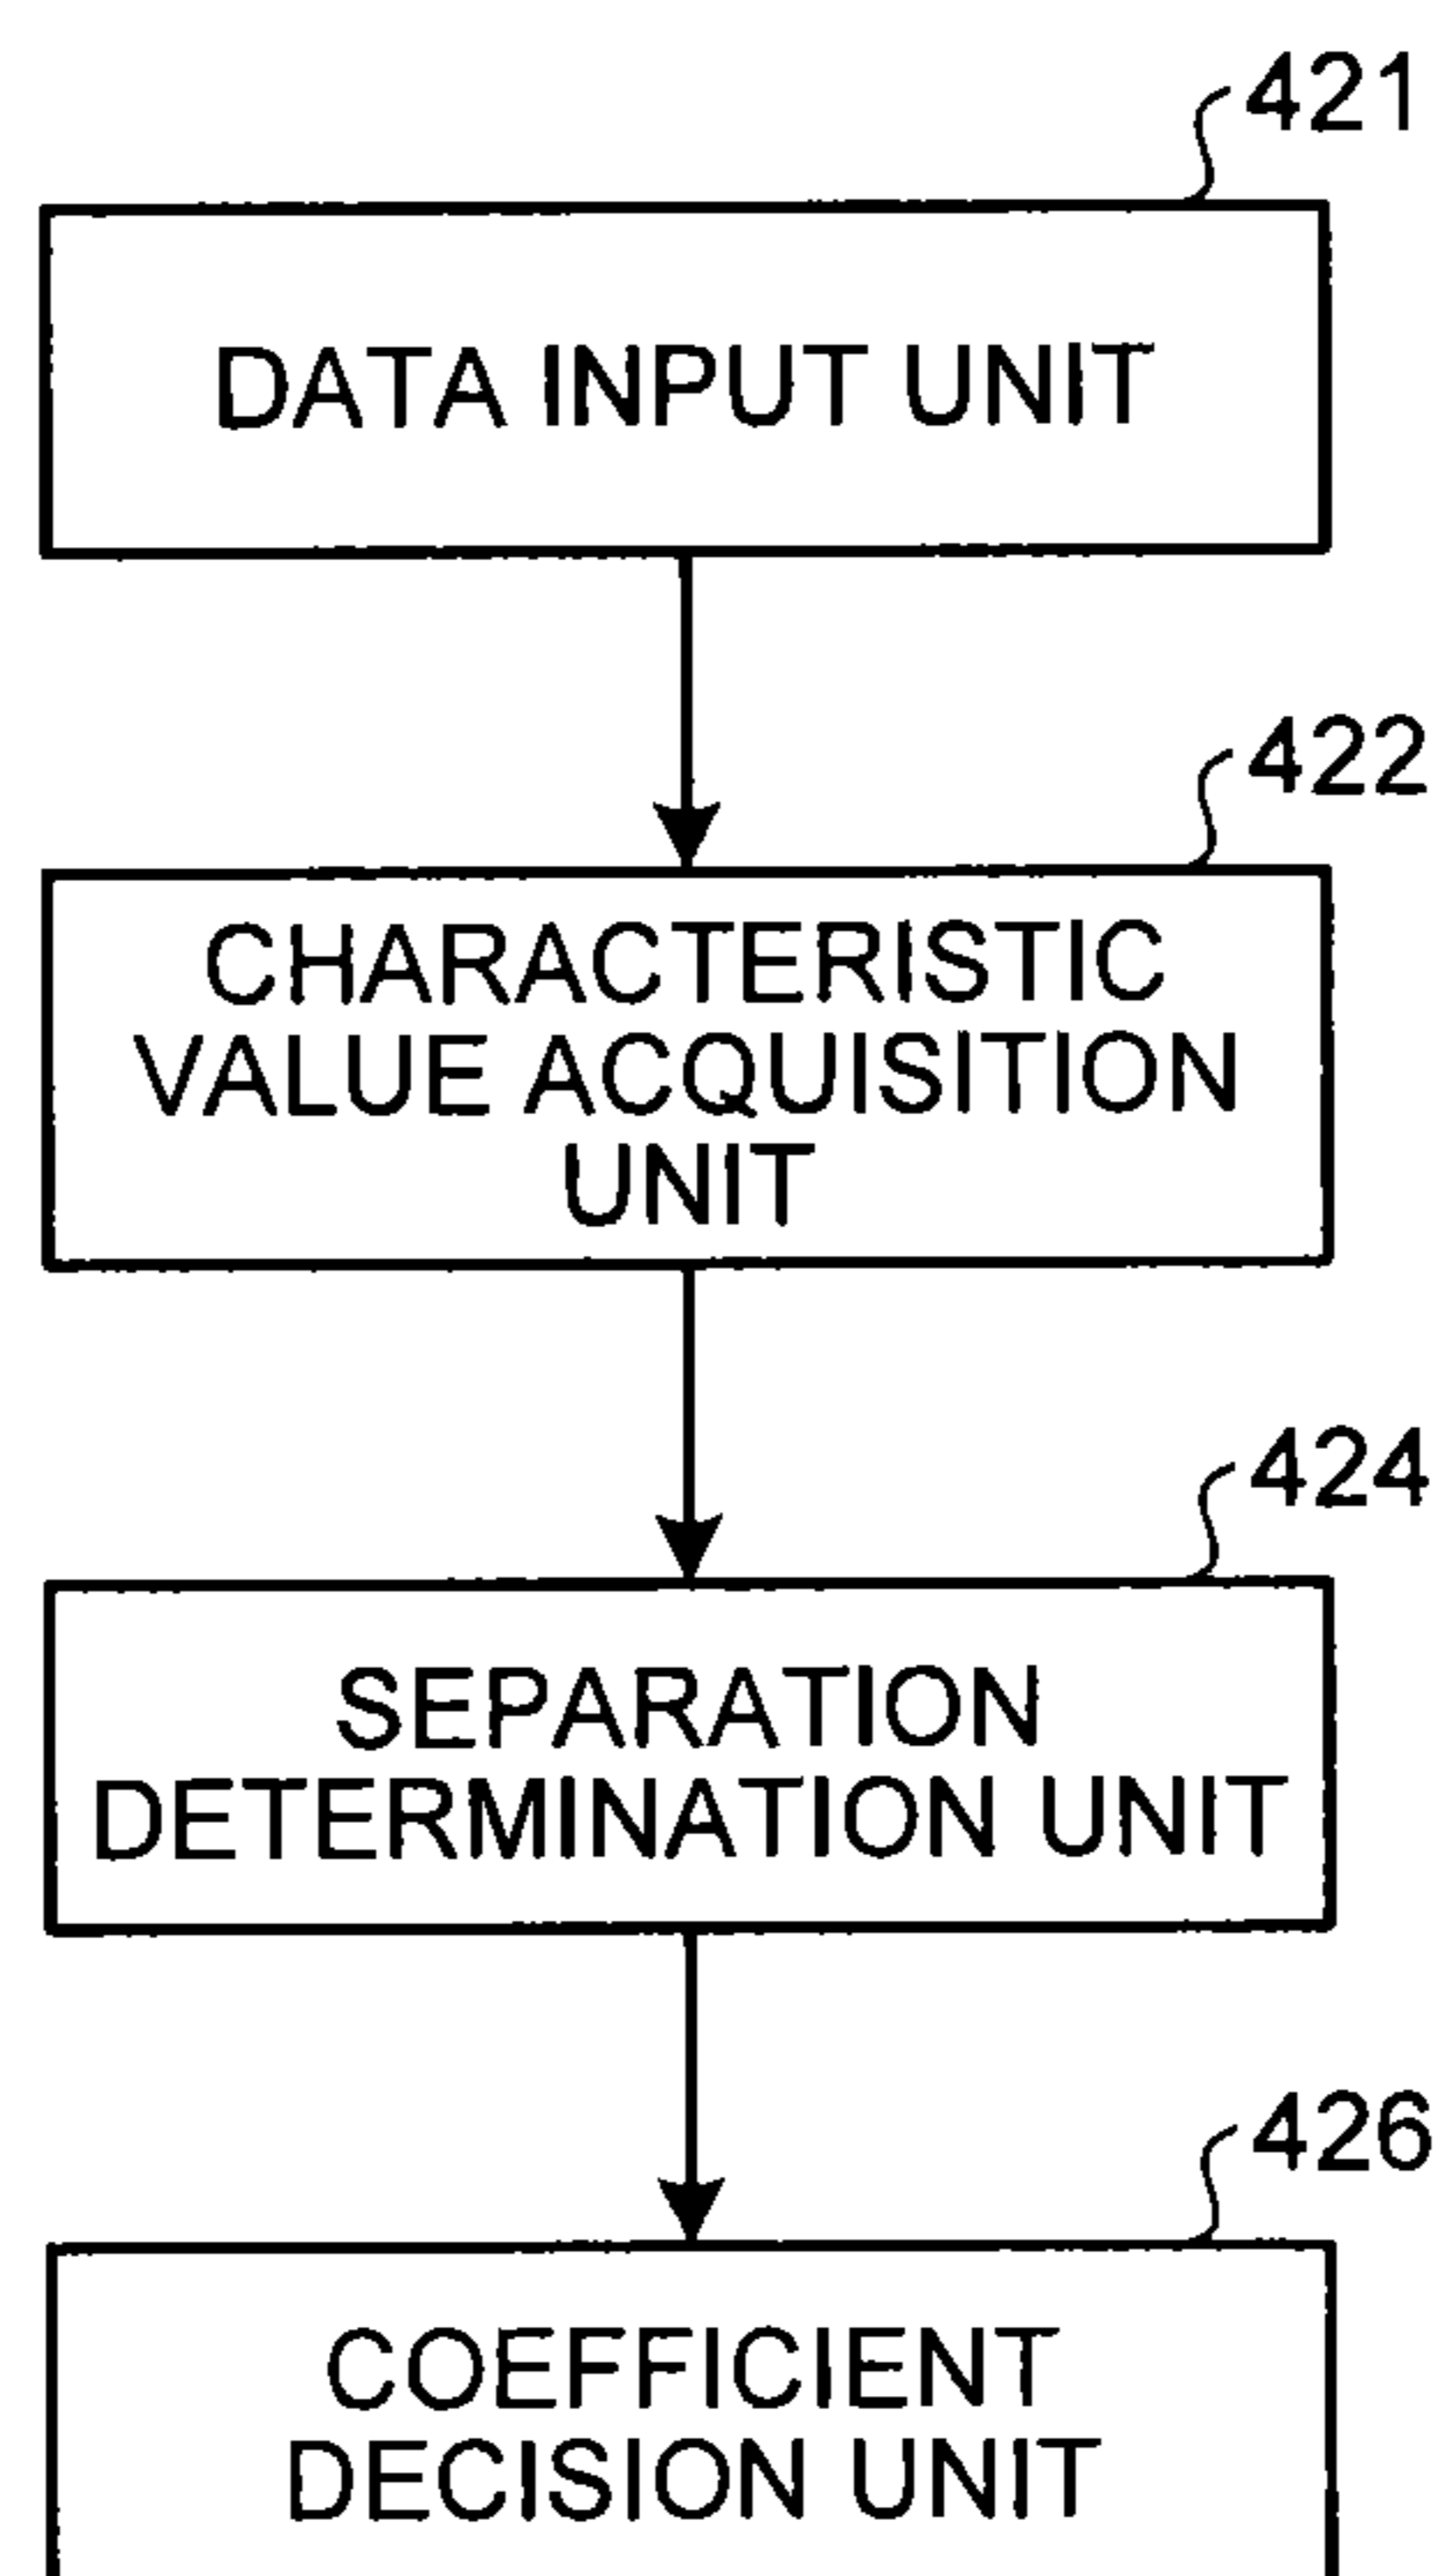 421
DATA INPUT UNIT
422
CHARACTERISTIC
VALUE ACQUISITION
UNIT
424
SEPARATION
DETERMINATION UNIT
426
COEFFICIENT
DECISION UNIT